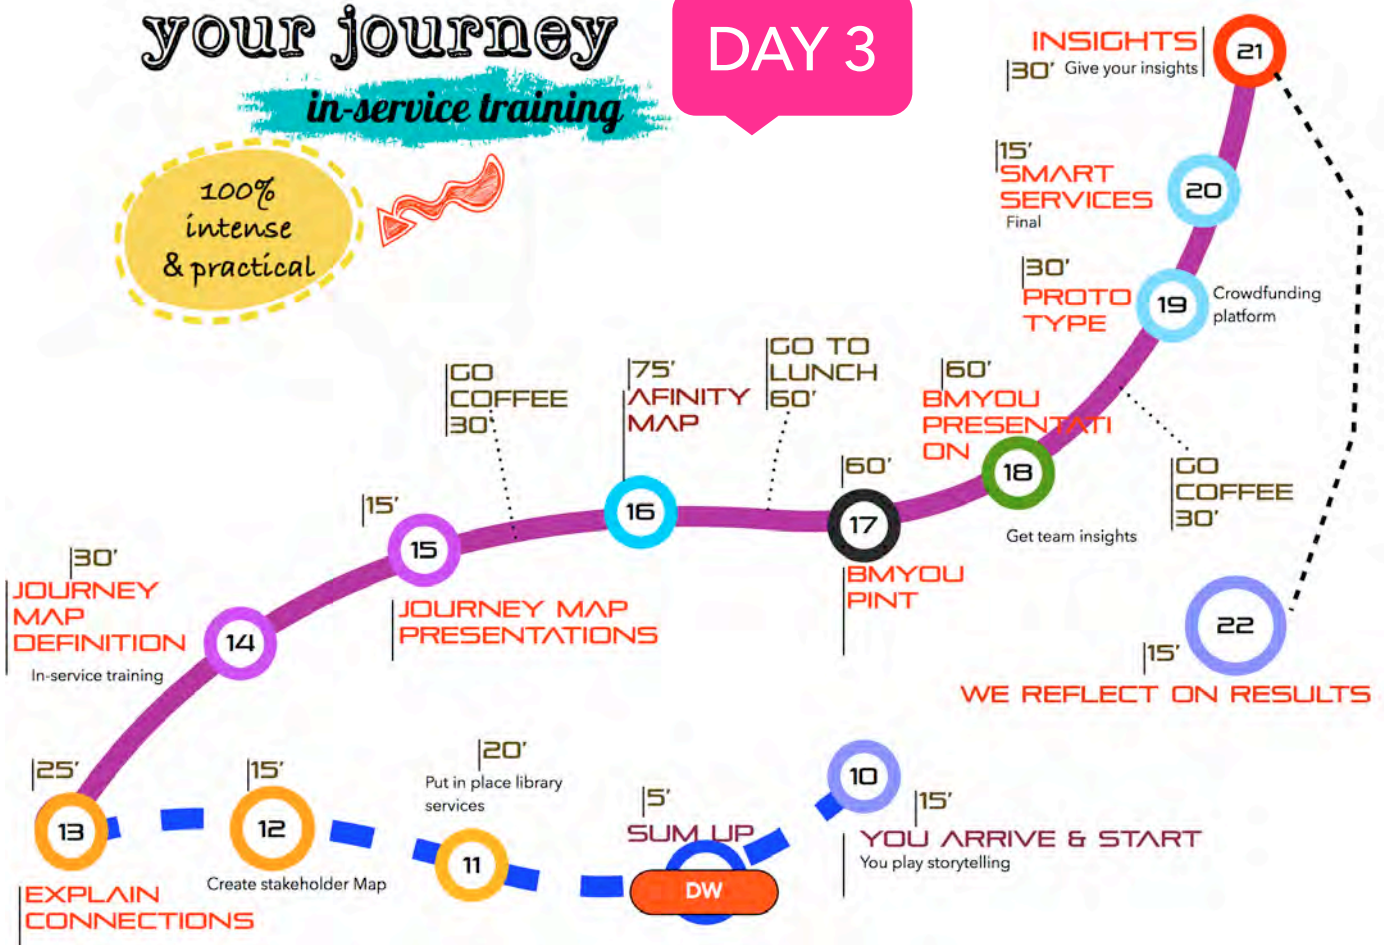 your journey
in-service training
DAY 3
100%
intense
& practical
INSIGHTS
30' Give your insights
21
15'
SMART
SERVICES
Final
20
30'
PROTO
TYPE
19
Crowdfunding
platform
GO
COFFEE
30'
75'
AFINITY
MAP
16
GO TO
LUNCH
60'
60'
BMYOU
PRESENTATI
ON
18
Get team insights
GO
COFFEE
30'
60'
17
BMYOU
PINT
15'
15
JOURNEY MAP
PRESENTATIONS
30'
JOURNEY
MAP
DEFINITION
In-service training
14
22
15'
WE REFLECT ON RESULTS
25'
13
EXPLAIN
CONNECTIONS
15'
12
Create stakeholder Map
20'
Put in place library
services
11
5'
SUM UP
DW
10
15'
YOU ARRIVE & START
You play storytelling